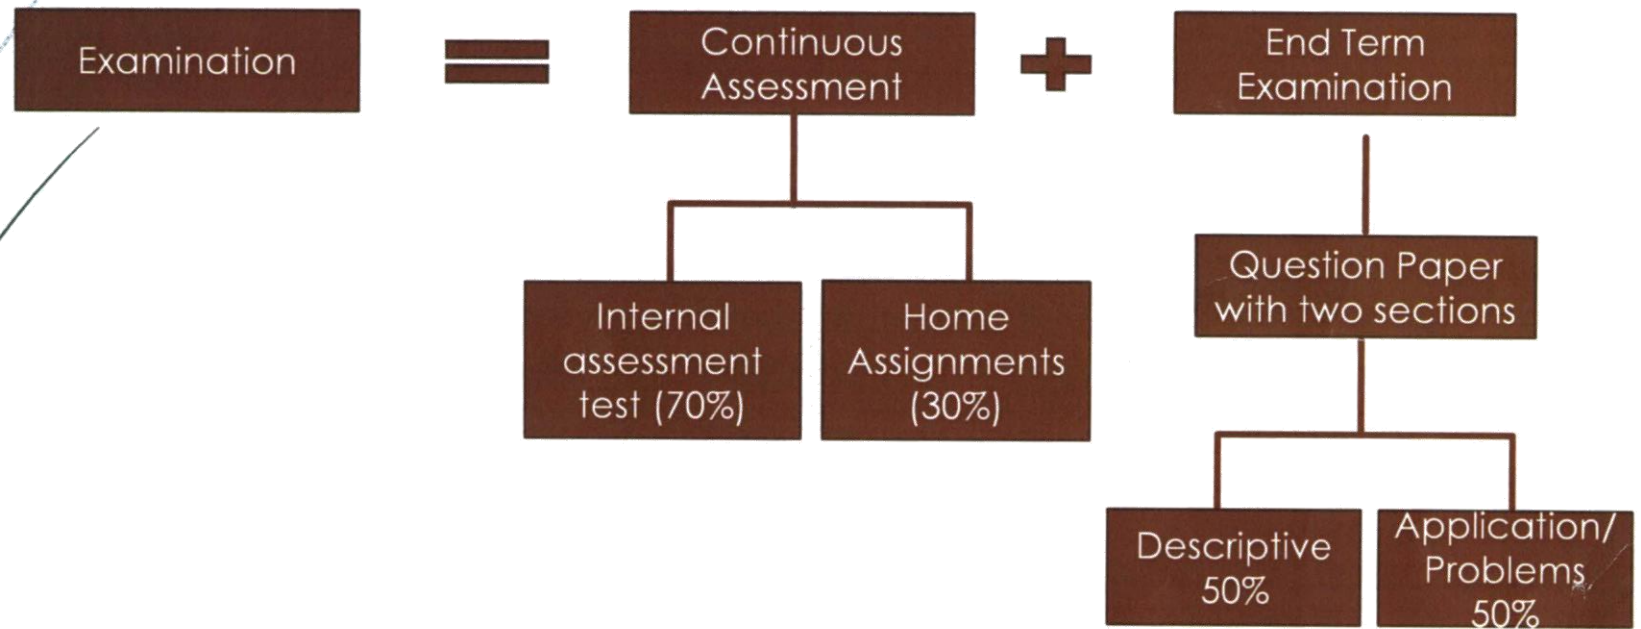 Examination
=
Continuous
Assessment
+
End Term
Examination
Internal
assessment
test (70%)
Home
Assignments
(30%)
Question Paper
with two sections
Descriptive
50%
Application/
Problems
50%